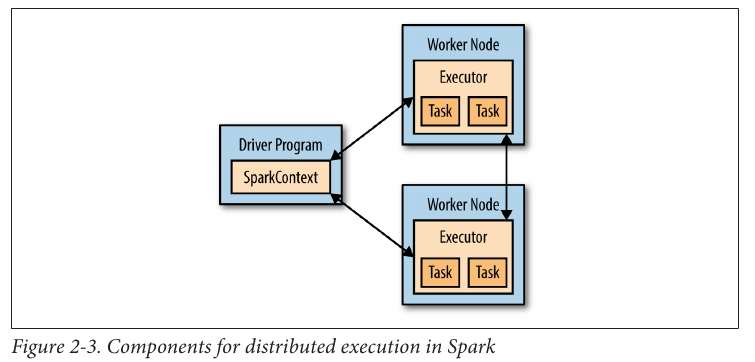 Worker Node
Executor
Task Task
Driver Program
SparkContext
Worker Node
Executor
Task Task
Figure 2-3. Components for distributed execution in Spark